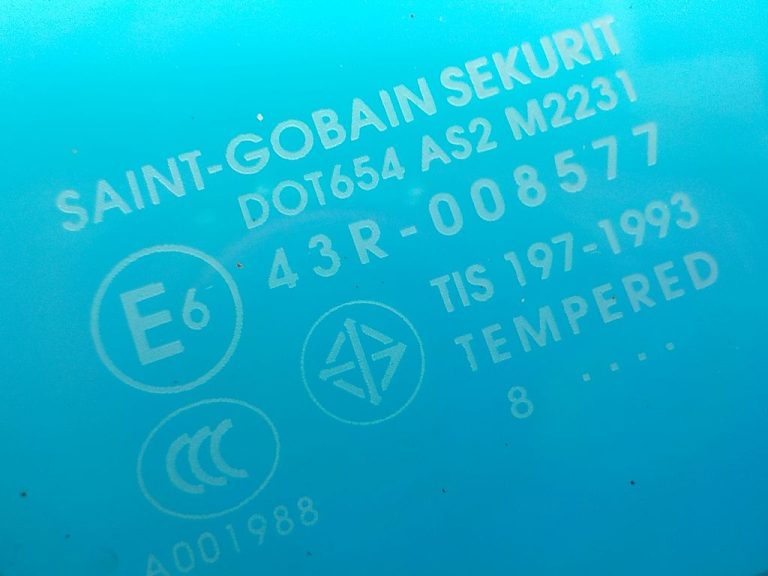 SAINT-GOBAIN SEKURIT
DOT654 AS2 M2231
43R-008577
E6
TIS 197-1993
TEMPERED
8 ....
CCC
A001988